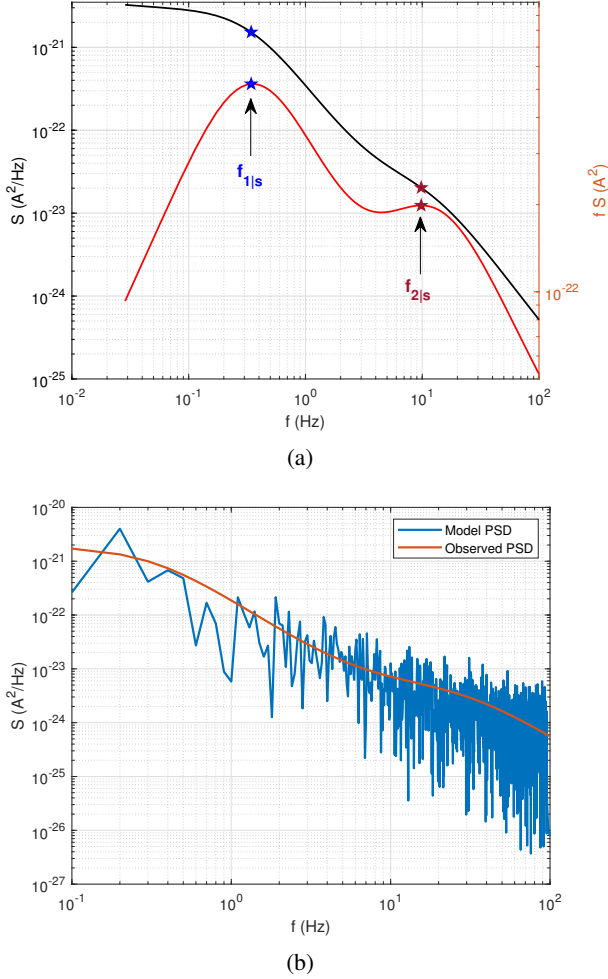 10^-21
10^-22
10^-23
10^-24
10^-25
S (A^2/Hz)
f_1|s
f_2|s
10^-22
f S (A^2)
10^-2
10^-1
10^0
10^1
10^2
f (Hz)
(a)
10^-20
10^-21
10^-22
10^-23
10^-24
10^-25
10^-26
10^-27
S (A^2/Hz)
Model PSD
Observed PSD
10^-1
10^0
10^1
10^2
f (Hz)
(b)